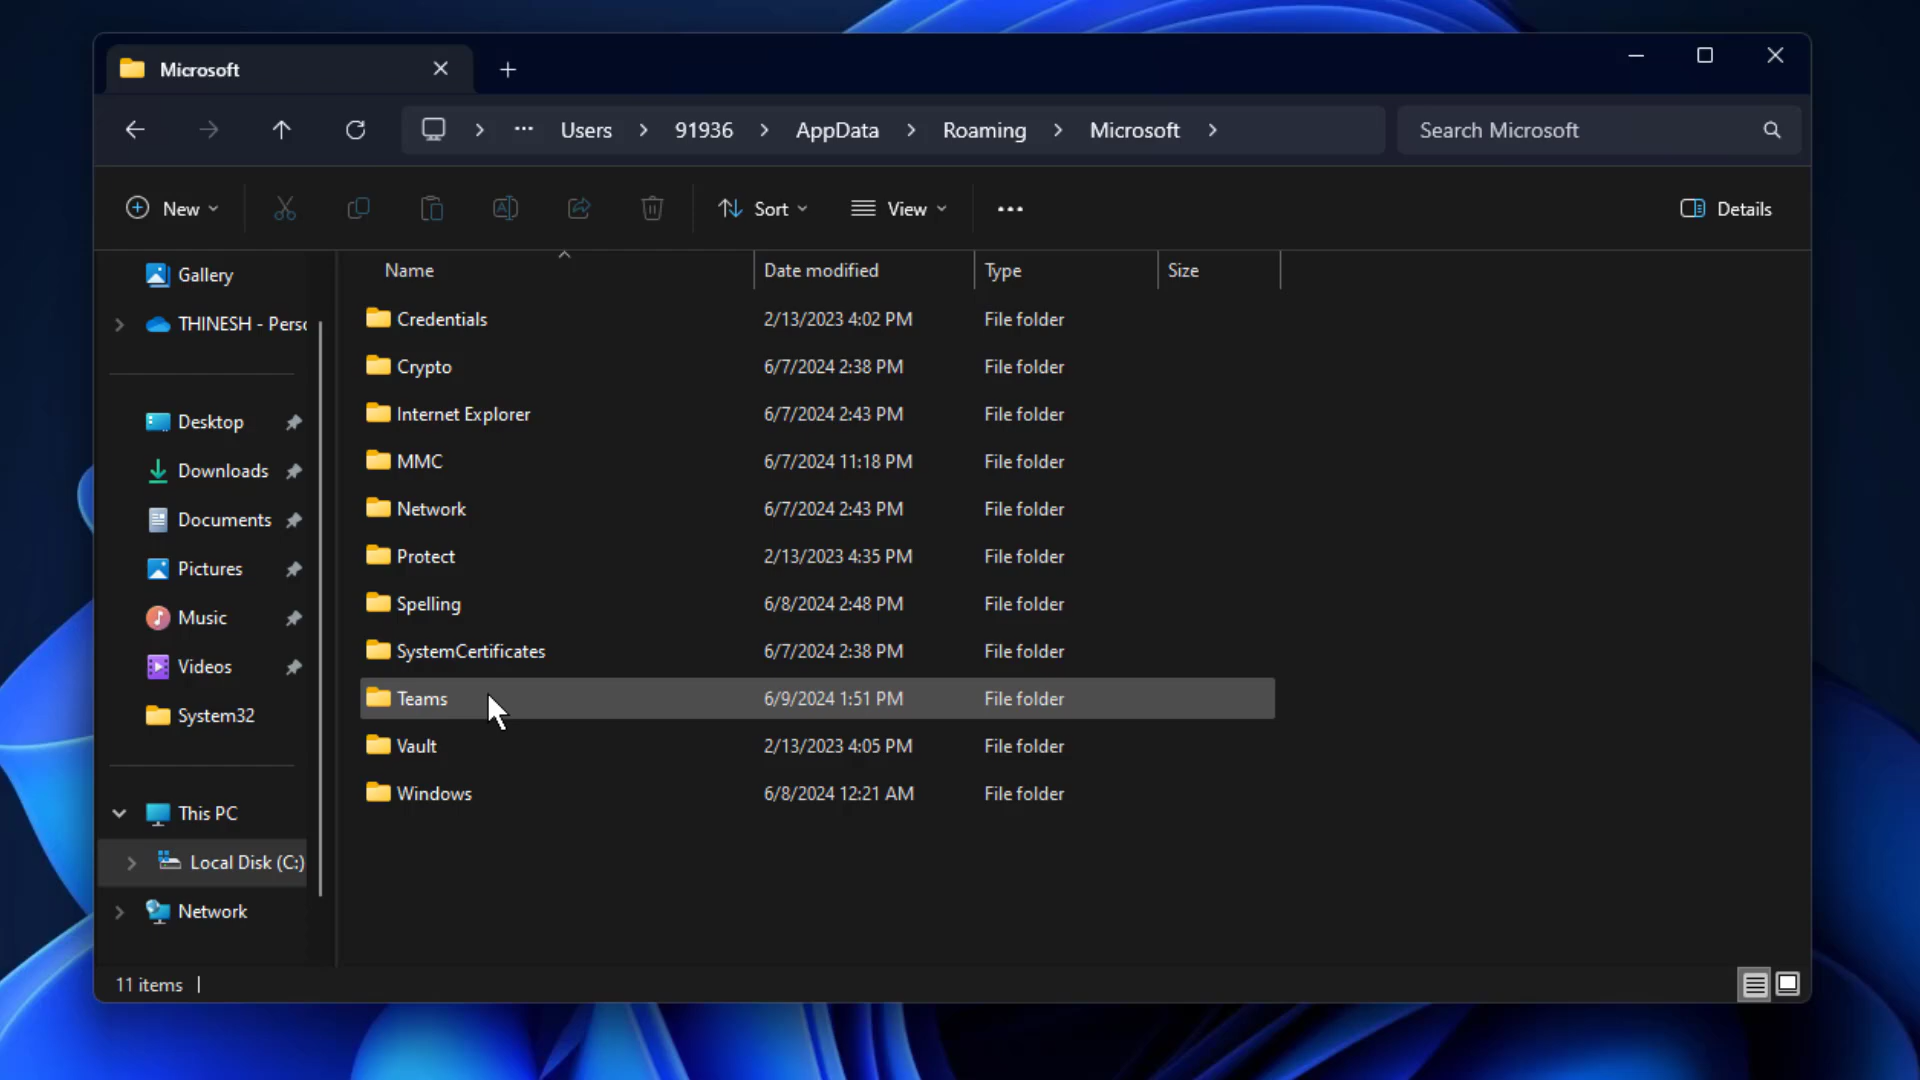 Microsoft
Users > 91936 > AppData > Roaming > Microsoft >
Search Microsoft
New
Sort
View
Details
Gallery
THINESH - Perso
Desktop
Downloads
Documents
Pictures
Music
Videos
System32
This PC
Local Disk (C:)
Network
Name Date modified Type Size
Credentials 2/13/2023 4:02 PM File folder
Crypto 6/7/2024 2:38 PM File folder
Internet Explorer 6/7/2024 2:43 PM File folder
MMC 6/7/2024 11:18 PM File folder
Network 6/7/2024 2:43 PM File folder
Protect 2/13/2023 4:35 PM File folder
Spelling 6/8/2024 2:48 PM File folder
SystemCertificates 6/7/2024 2:38 PM File folder
Teams 6/9/2024 1:51 PM File folder
Vault 2/13/2023 4:05 PM File folder
Windows 6/8/2024 12:21 AM File folder
11 items